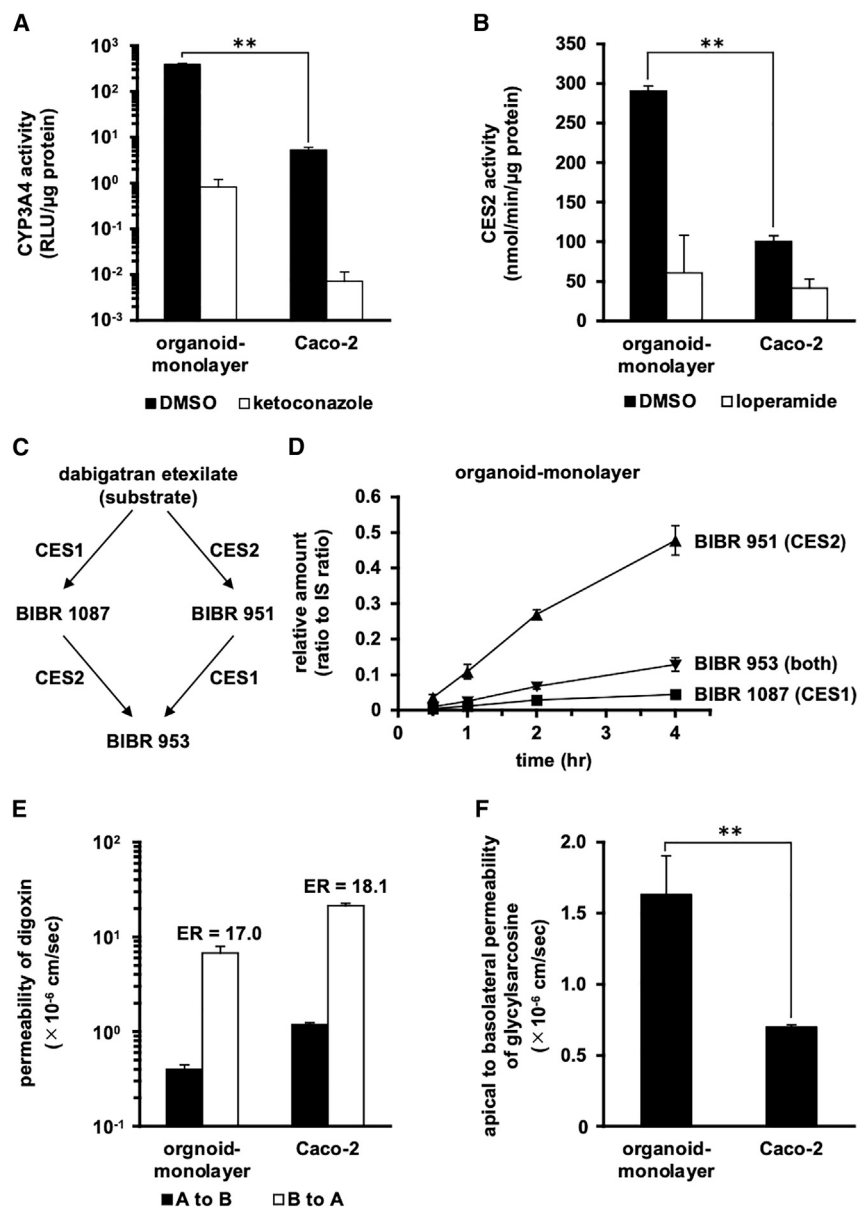 A
CYP3A4 activity
(RLU/µg protein)
10³
10²
10¹
10⁰
10⁻¹
10⁻²
10⁻³
**
organoid-
monolayer
Caco-2
■DMSO □ketoconazole
B
CES2 activity
(nmol/min/µg protein)
350
300
250
200
150
100
50
0
**
organoid-
monolayer
Caco-2
■DMSO □loperamide
C
dabigatran etexilate
(substrate)
CES1 CES2
BIBR 1087 BIBR 951
CES2 CES1
BIBR 953
D
organoid-monolayer
relative amount
(ratio to IS ratio)
0.6
0.5
0.4
0.3
0.2
0.1
0
BIBR 951 (CES2)
BIBR 953 (both)
BIBR 1087 (CES1)
0 1 2 3 4
time (hr)
E
permeability of digoxin
(×10⁻⁶ cm/sec)
10²
10¹
10⁰
10⁻¹
ER = 17.0
ER = 18.1
orgnoid-
monolayer
Caco-2
■A to B □B to A
F
apical to basolateral permeability
of glycylsarcosine
(×10⁻⁶ cm/sec)
2.0
1.5
1.0
0.5
0
**
organoid-
monolayer
Caco-2